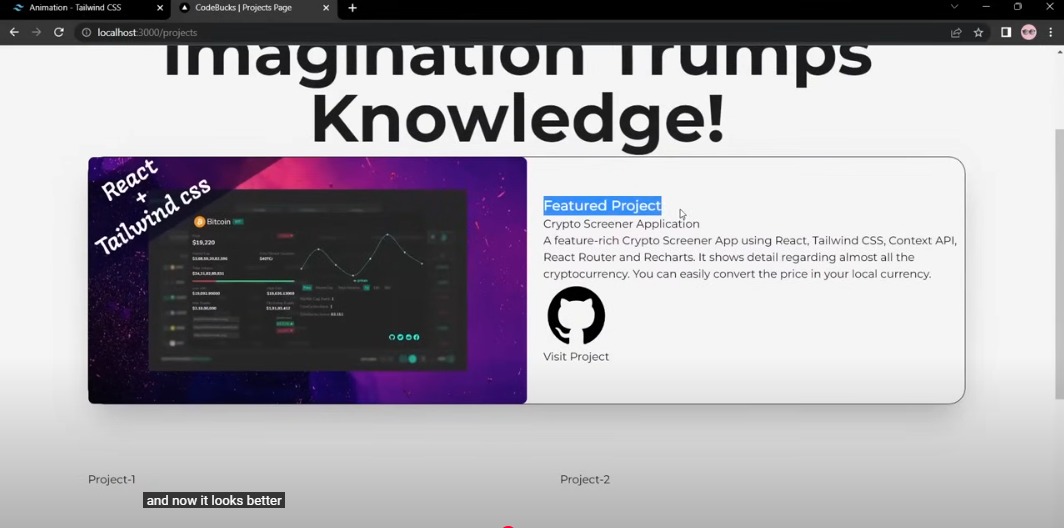 Animation - Tailwind CSS
CodeBucks | Projects Page
localhost:3000/projects
Imagination Trumps
Knowledge!
React
+
Tailwind css
Bitcoin
$19,220
Featured Project
Crypto Screener Application
A feature-rich Crypto Screener App using React, Tailwind CSS, Context API,
React Router and Recharts. It shows detail regarding almost all the
cryptocurrency. You can easily convert the price in your local currency.
Visit Project
Project-1
Project-2
and now it looks better